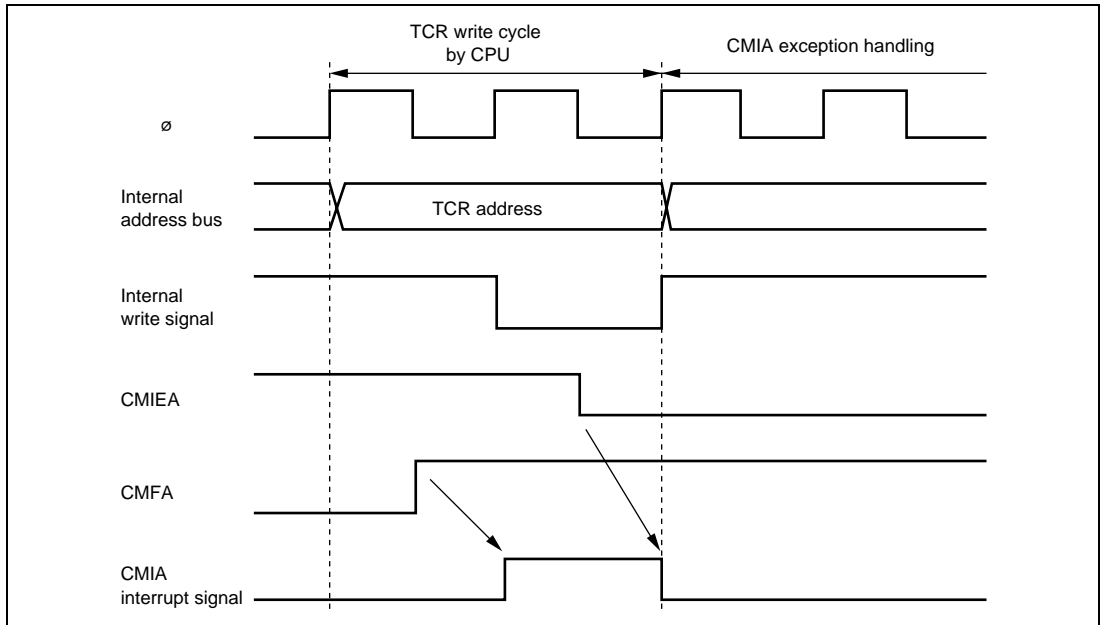 TCR write cycle
by CPU
CMIA exception handling
ø
Internal
address bus
TCR address
Internal
write signal
CMIEA
CMFA
CMIA
interrupt signal